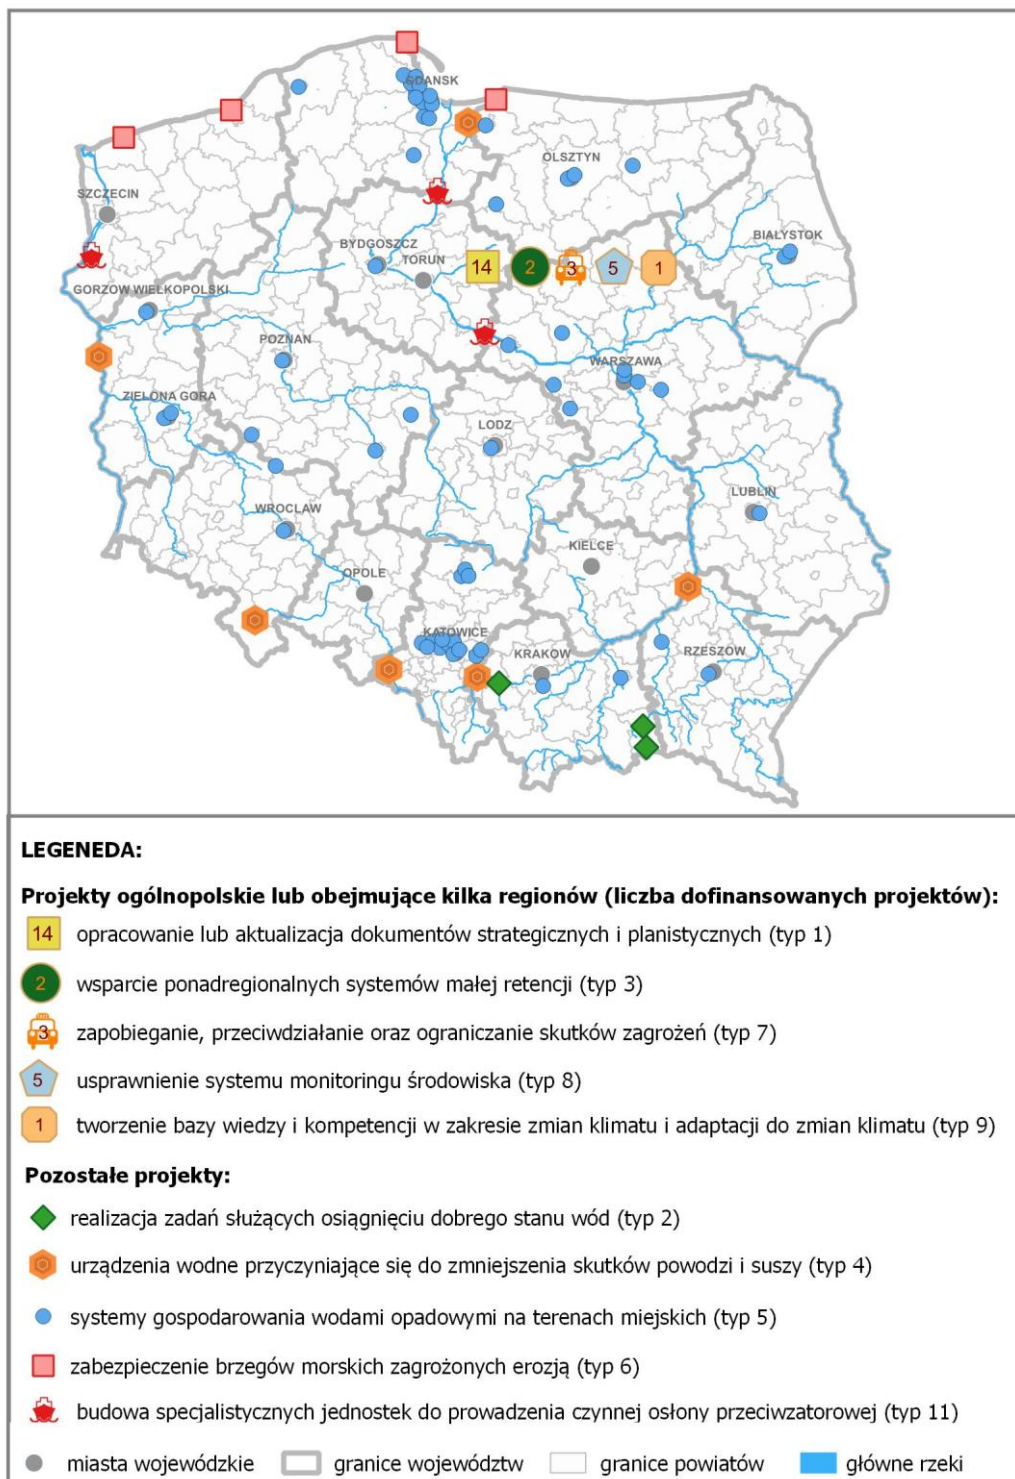 GDANSK
OLSZTYN
SZCZECIN
BIAŁYSTOK
BYDGOSZCZ
TORUN
14
2
3
5
1
GORZOW WIELKOPOLSKI
POZNAN
WARSZAWA
ZIELONA GORA
LODZ
LUBLIN
WROCLAW
KIELCE
OPOLE
KATOWICE
KRAKOW
RZESZOW
LEGENEDA:
Projekty ogólnopolskie lub obejmujące kilka regionów (liczba dofinansowanych projektów):
14 opracowanie lub aktualizacja dokumentów strategicznych i planistycznych (typ 1)
2 wsparcie ponadregionalnych systemów małej retencji (typ 3)
3 zapobieganie, przeciwdziałanie oraz ograniczanie skutków zagrożeń (typ 7)
5 usprawnienie systemu monitoringu środowiska (typ 8)
1 tworzenie bazy wiedzy i kompetencji w zakresie zmian klimatu i adaptacji do zmian klimatu (typ 9)
Pozostałe projekty:
realizacja zadań służących osiągnięciu dobrego stanu wód (typ 2)
urządzenia wodne przyczyniające się do zmniejszenia skutków powodzi i suszy (typ 4)
systemy gospodarowania wodami opadowymi na terenach miejskich (typ 5)
zabezpieczenie brzegów morskich zagrożonych erozją (typ 6)
budowa specjalistycznych jednostek do prowadzenia czynnej osłony przeciwzatorowej (typ 11)
miasta wojewódzkie granice województw granice powiatów główne rzeki